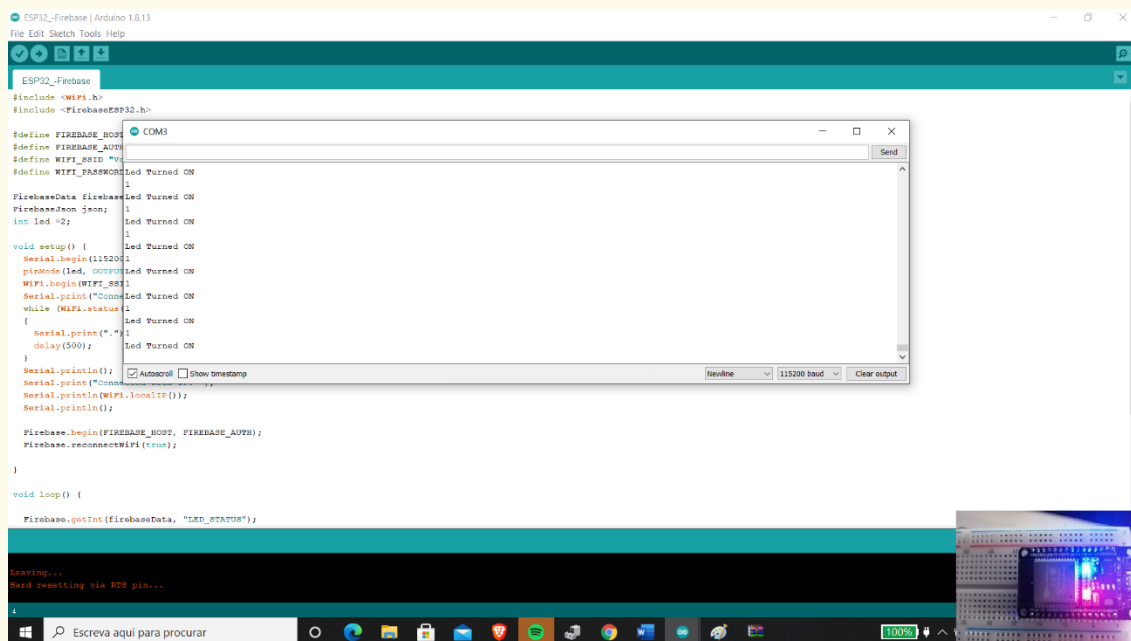 ESP32_-Firebase | Arduino 1.8.13
File Edit Sketch Tools Help
ESP32_-Firebase
#include <WiFi.h>
#include <FirebaseESP32.h>
#define FIREBASE_HOST
#define FIREBASE_AUTH
#define WIFI_SSID "Vo
#define WIFI_PASSWORD
FirebaseData firebase
FirebaseJson json;
int led =2;
void setup() {
Serial.begin(115200
pinMode(led, OUTPUT
WiFi.begin(WIFI_SSI
Serial.print("Conne
while (WiFi.status(
{
Serial.print(".")
delay(500);
}
Serial.println();
Serial.print("Conne
Serial.println(WiFi.localIP());
Serial.println();
Firebase.begin(FIREBASE_HOST, FIREBASE_AUTH);
Firebase.reconnectWiFi(true);
}
void loop() {
Firebase.getInt(firebaseData, "LED_STATUS");
COM3
Send
Led Turned ON
1
Led Turned ON
1
Led Turned ON
1
Led Turned ON
1
Led Turned ON
1
Led Turned ON
1
Led Turned ON
1
Led Turned ON
Autoscroll Show timestamp Newline 115200 baud Clear output
Leaving...
Hard resetting via RTS pin...
4
Escreva aqui para procurar
100%